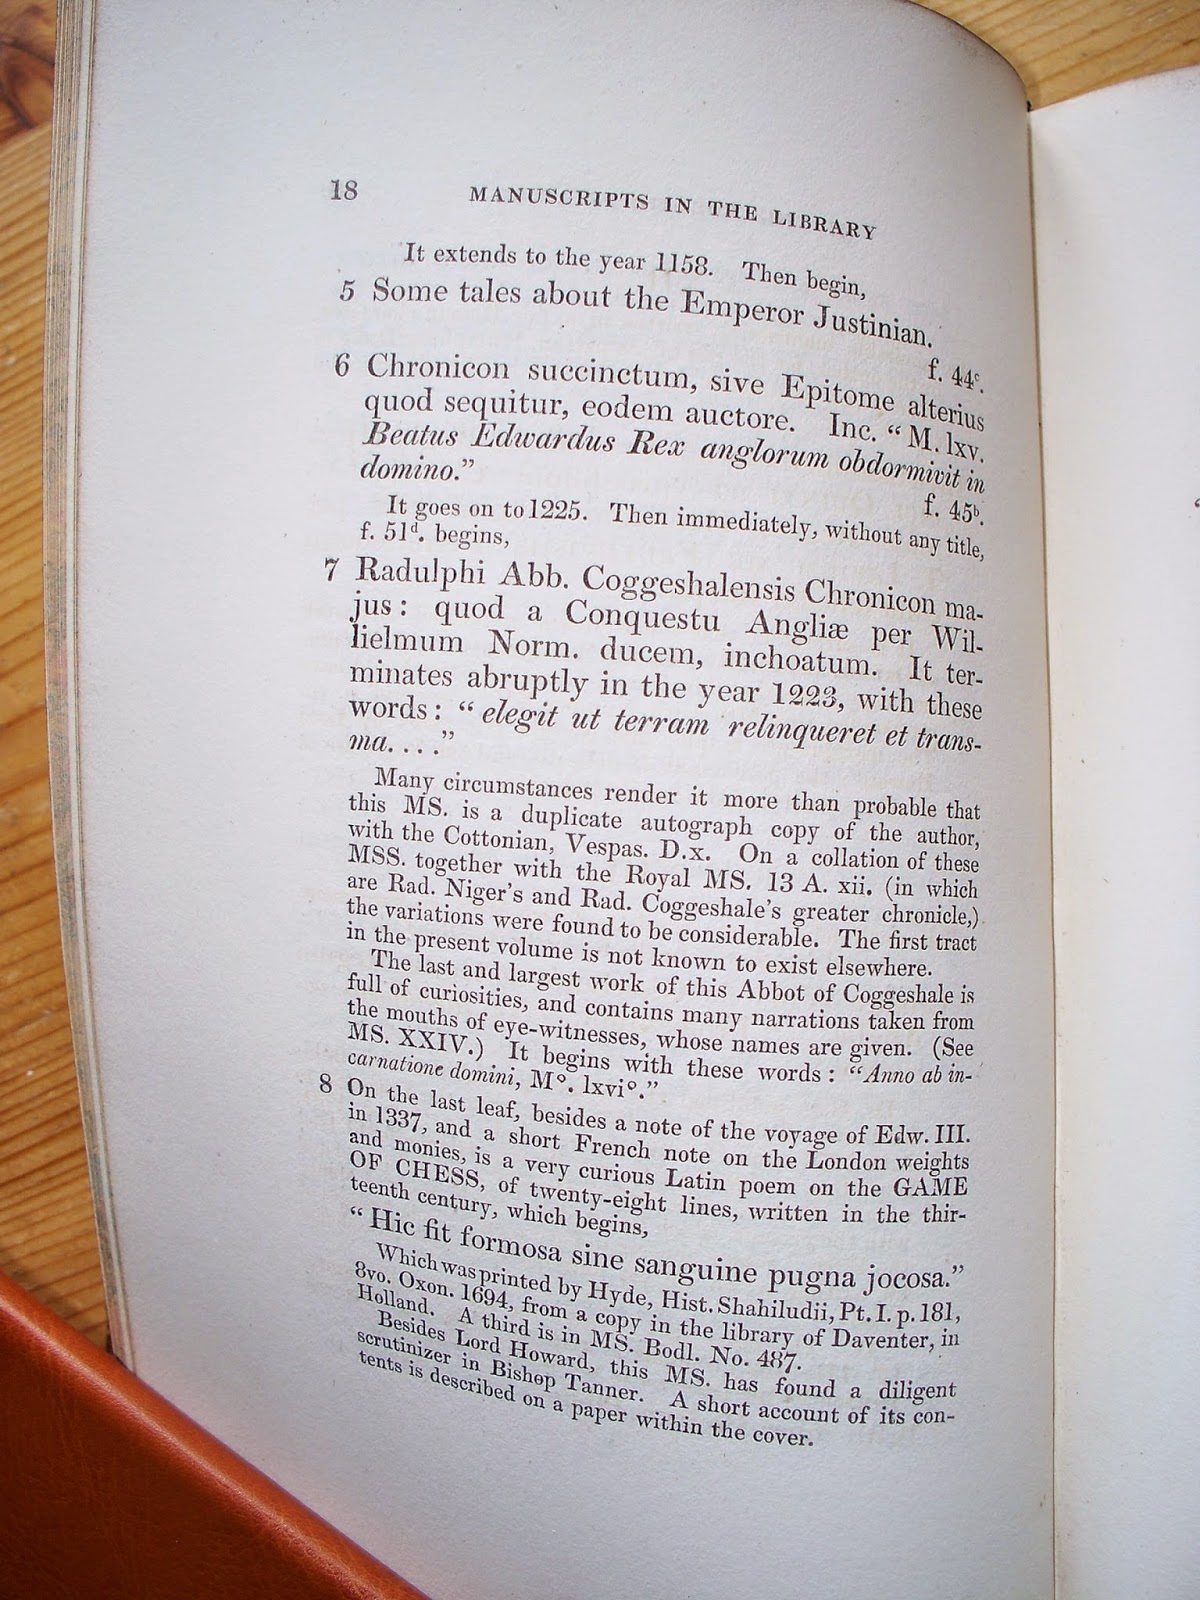 18 MANUSCRIPTS IN THE LIBRARY
It extends to the year 1158. Then begin,
5 Some tales about the Emperor Justinian.
f. 44ᶜ.
6 Chronicon succinctum, sive Epitome alterius
quod sequitur, eodem auctore. Inc. “ M. lxv.
Beatus Edwardus Rex anglorum obdormivit in
domino.”
f. 45ᵇ.
It goes on to 1225. Then immediately, without any title,
f. 51ᵈ. begins,
7 Radulphi Abb. Coggeshalensis Chronicon ma-
jus : quod a Conquestu Angliæ per Wil-
lielmum Norm. ducem, inchoatum. It ter-
minates abruptly in the year 1223, with these
words : “ elegit ut terram relinqueret et trans-
ma. . . .”
Many circumstances render it more than probable that
this MS. is a duplicate autograph copy of the author,
with the Cottonian, Vespas. D.x. On a collation of these
MSS. together with the Royal MS. 13 A. xii. (in which
are Rad. Niger’s and Rad. Coggeshale’s greater chronicle,)
the variations were found to be considerable. The first tract
in the present volume is not known to exist elsewhere.
The last and largest work of this Abbot of Coggeshale is
full of curiosities, and contains many narrations taken from
the mouths of eye-witnesses, whose names are given. (See
MS. XXIV.) It begins with these words : “Anno ab in-
carnatione domini, Mº. lxviº.”
8 On the last leaf, besides a note of the voyage of Edw. III.
in 1337, and a short French note on the London weights
and monies, is a very curious Latin poem on the GAME
OF CHESS, of twenty-eight lines, written in the thir-
teenth century, which begins,
“ Hic fit formosa sine sanguine pugna jocosa.”
Which was printed by Hyde, Hist. Shahiludii, Pt. I. p. 181,
8vo. Oxon. 1694, from a copy in the library of Daventer, in
Holland. A third is in MS. Bodl. No. 487.
Besides Lord Howard, this MS. has found a diligent
scrutinizer in Bishop Tanner. A short account of its con-
tents is described on a paper within the cover.